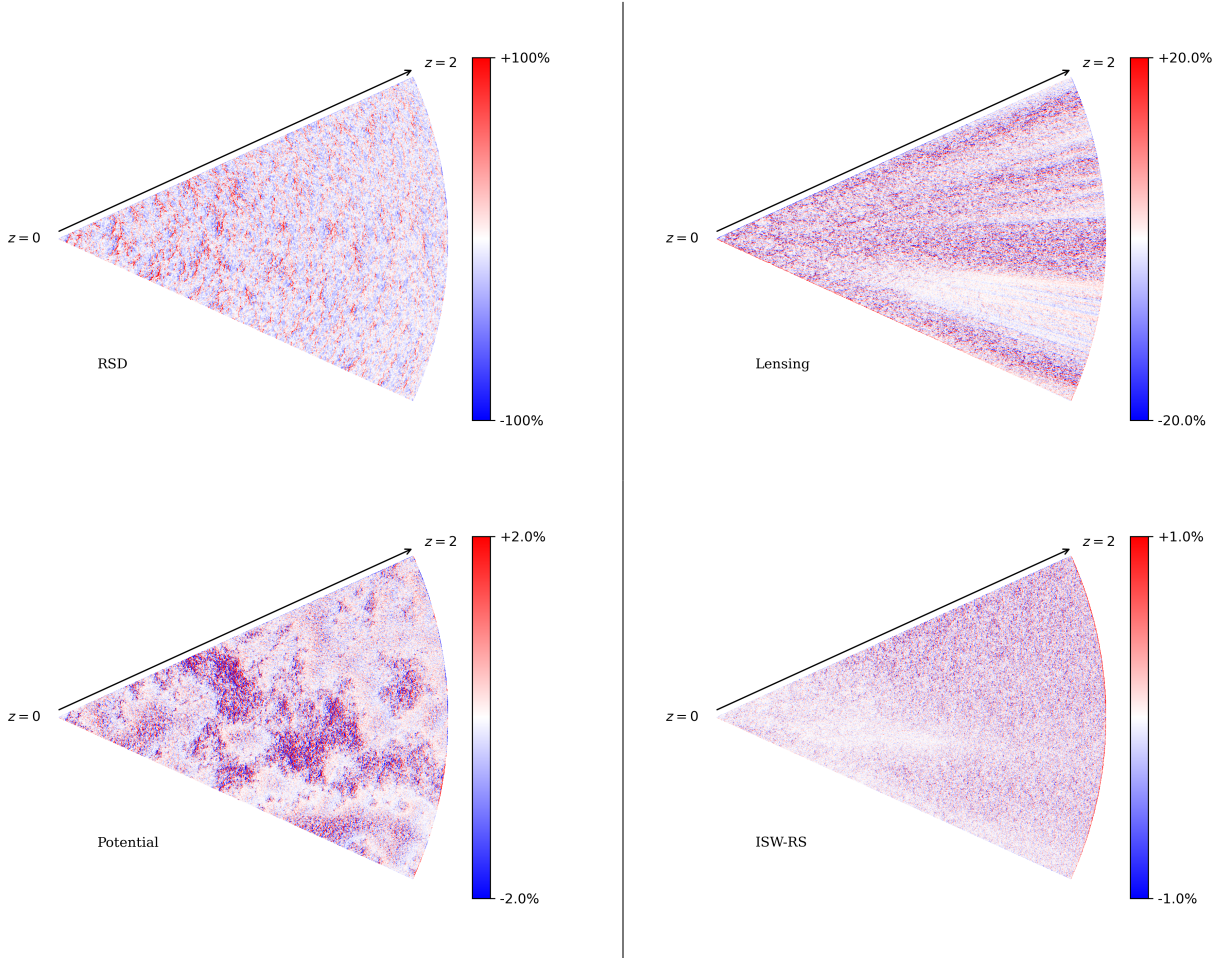 +100%
z = 2
z = 0
RSD
-100%
+20.0%
z = 2
z = 0
Lensing
-20.0%
+2.0%
z = 2
z = 0
Potential
-2.0%
+1.0%
z = 2
z = 0
ISW-RS
-1.0%